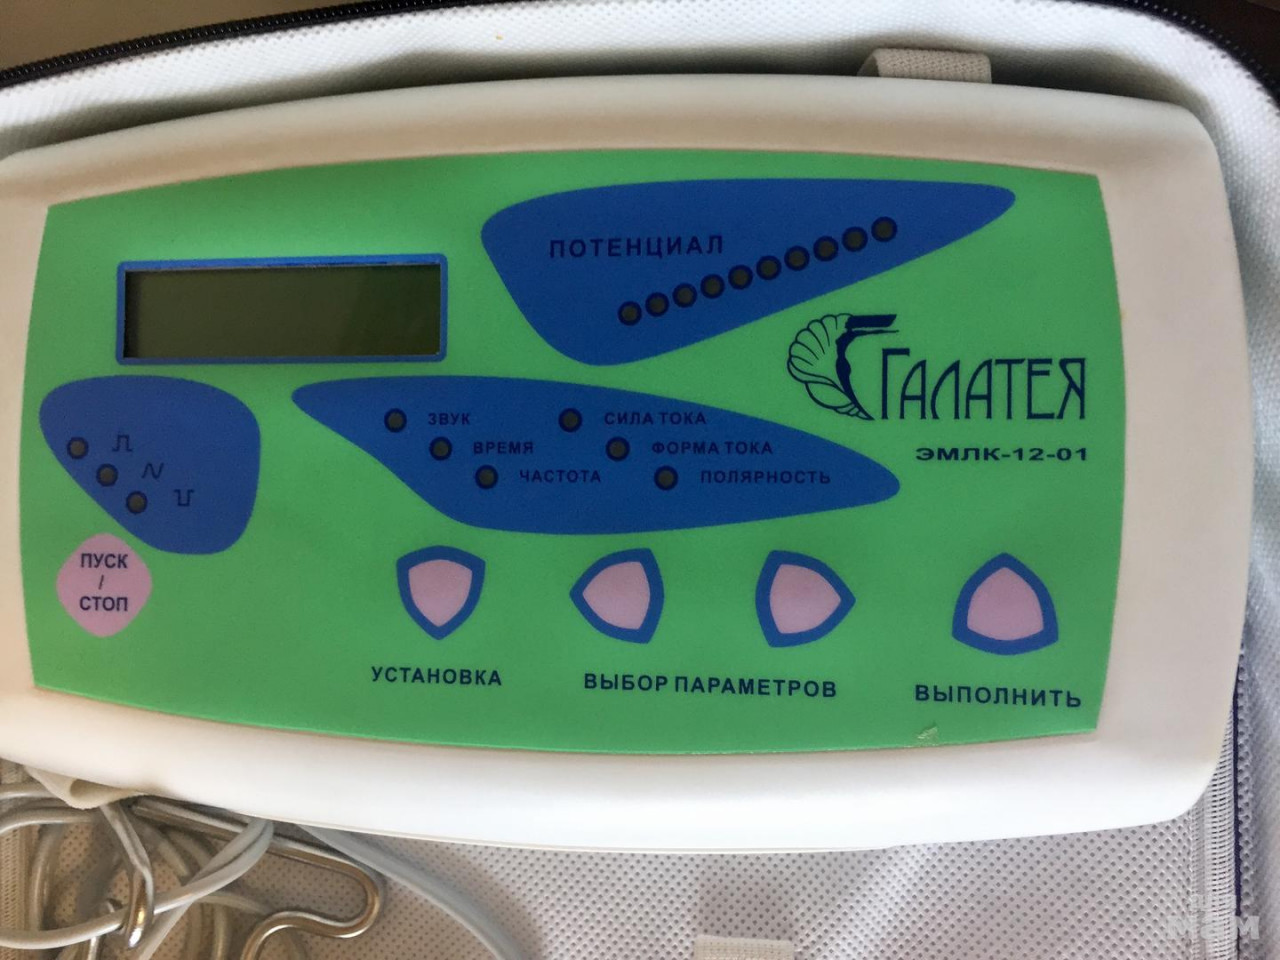 ПОТЕНЦИАЛ
ГАЛАТЕЯ
ЭМЛК-12-01
ЗВУК
ВРЕМЯ
ЧАСТОТА
СИЛА ТОКА
ФОРМА ТОКА
ПОЛЯРНОСТЬ
ПУСК
/
СТОП
УСТАНОВКА
ВЫБОР ПАРАМЕТРОВ
ВЫПОЛНИТЬ